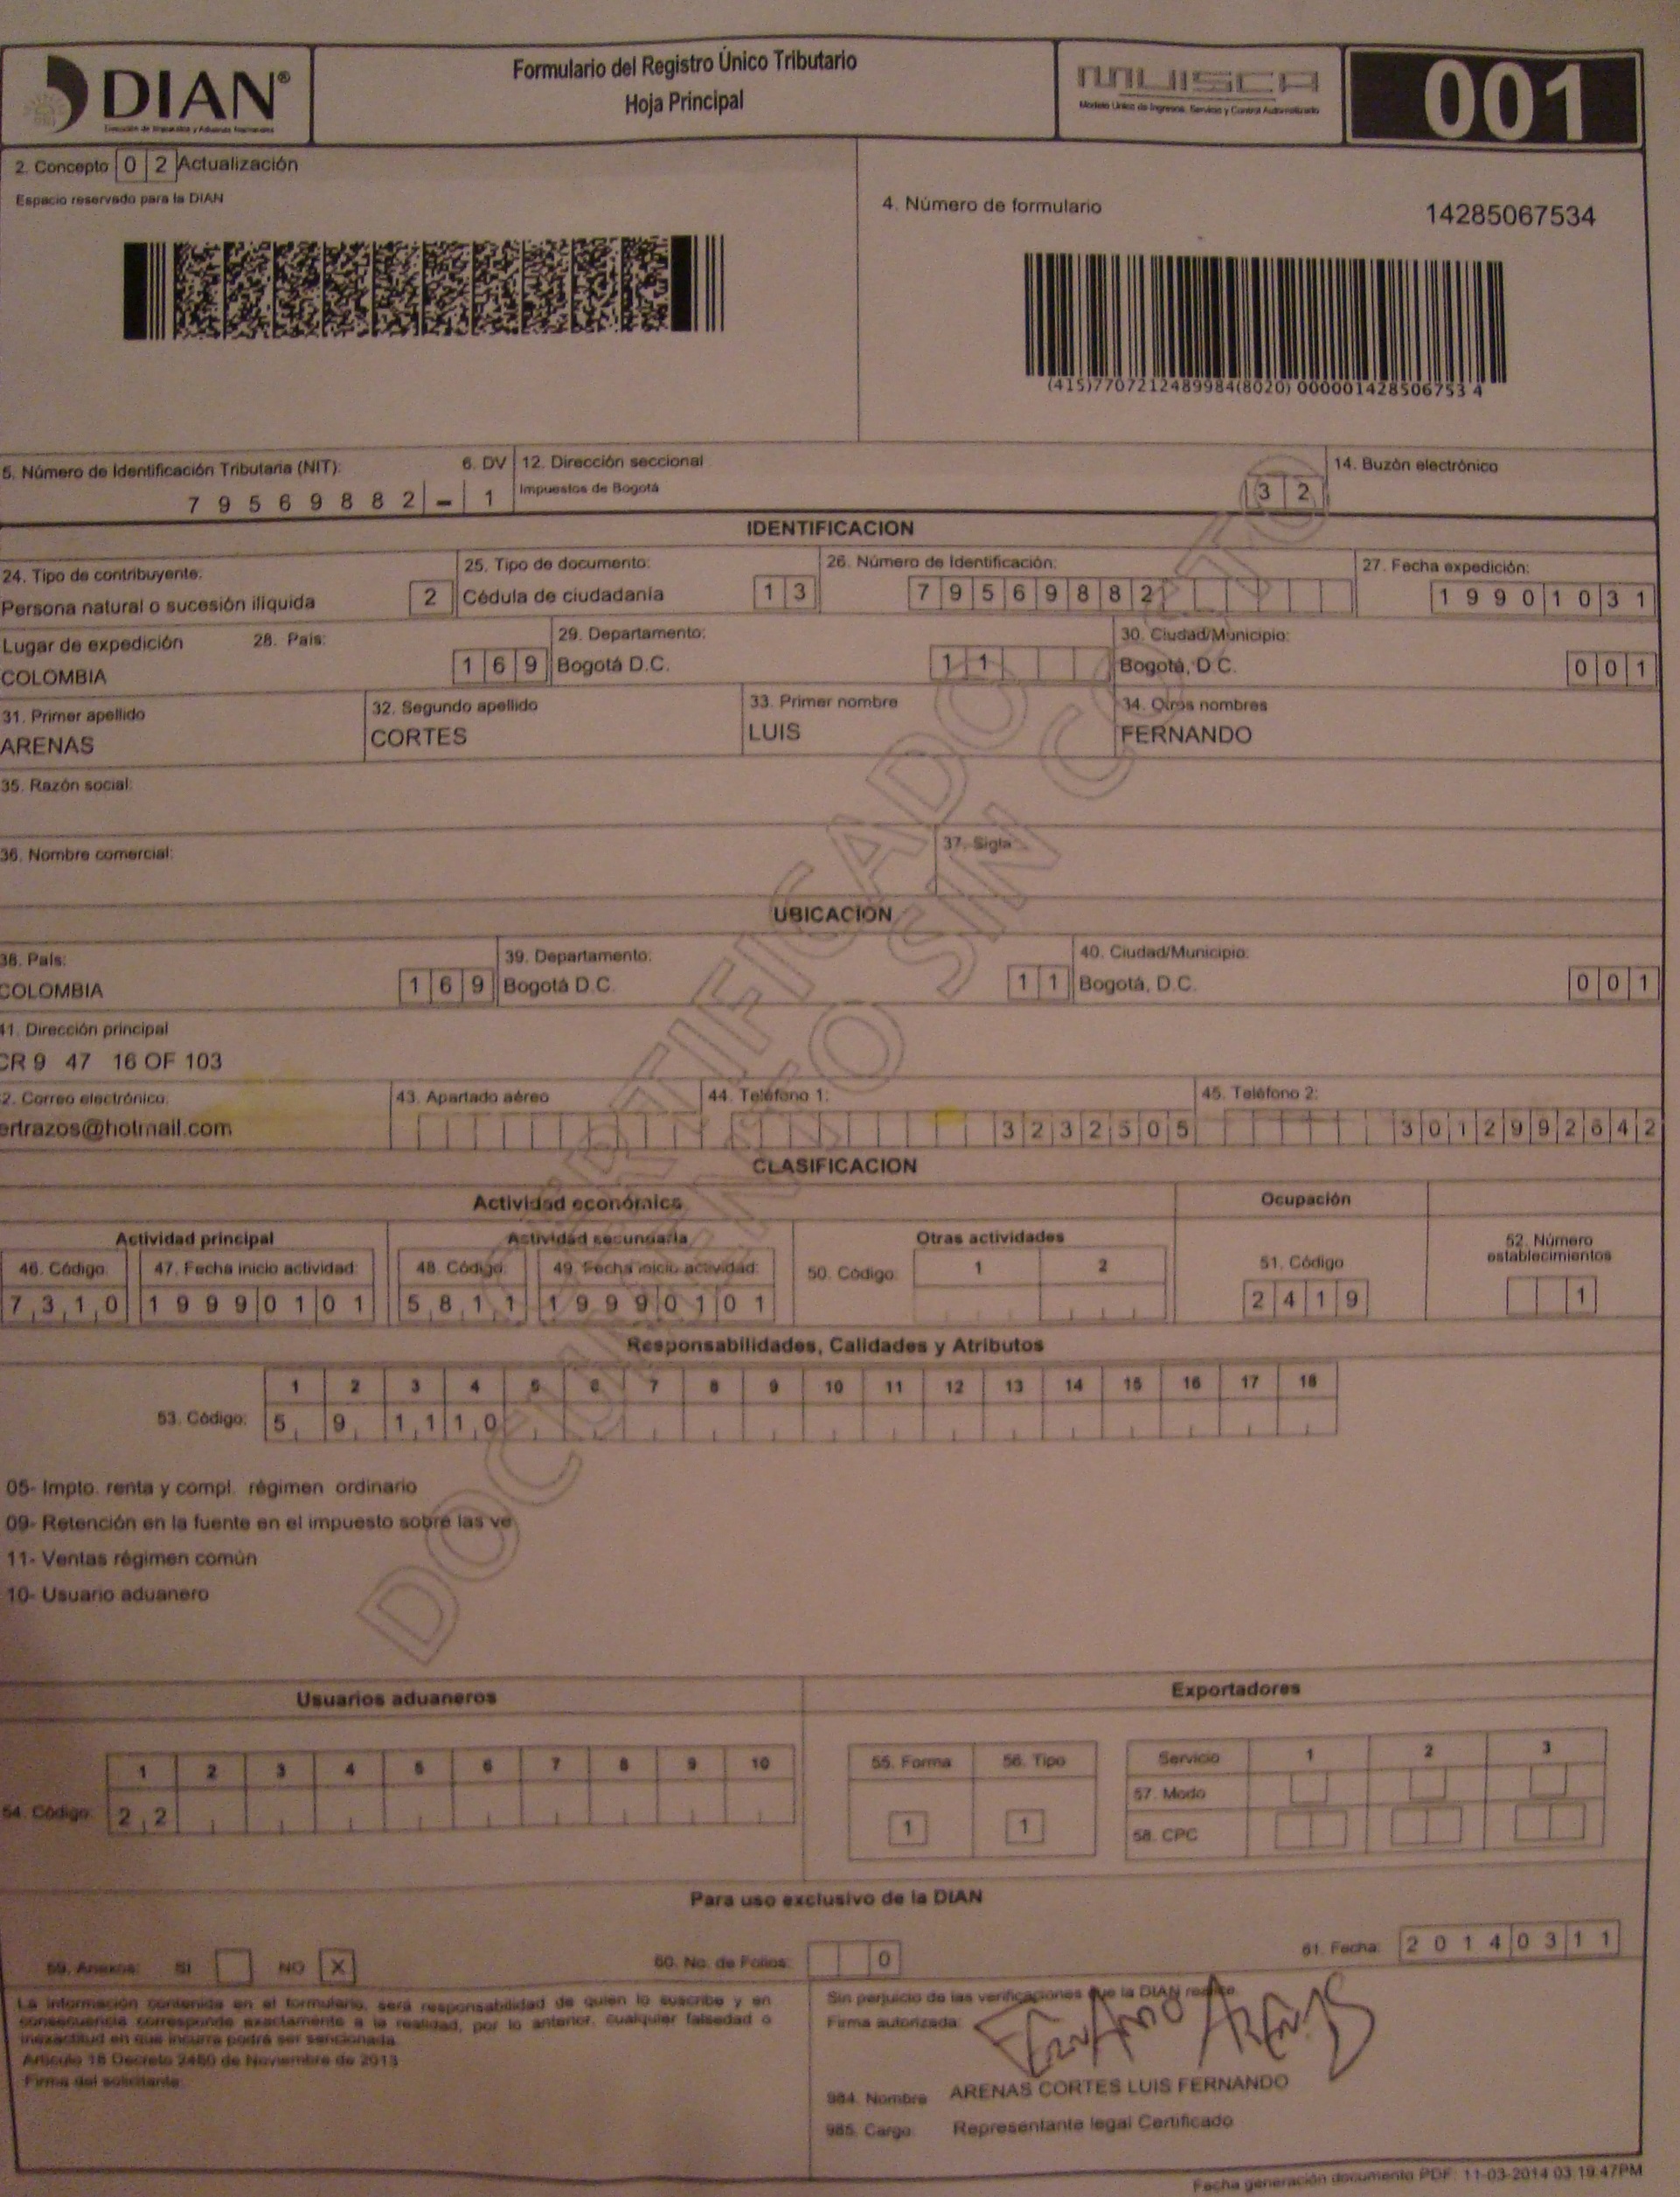 DIAN®
Dirección de Impuestos y Aduanas Nacionales
Formulario del Registro Único Tributario
Hoja Principal
MUISCA
Modelo Único de Ingresos, Servicio y Control Automatizado
001
2. Concepto 0 2 Actualización
Espacio reservado para la DIAN
4. Número de formulario
14285067534
(415)7707212489984(8020) 000001428506753 4
5. Número de Identificación Tributaria (NIT): 6. DV 12. Dirección seccional 14. Buzón electrónico
7 9 5 6 9 8 8 2 - 1 Impuestos de Bogotá 3 2
IDENTIFICACION
24. Tipo de contribuyente: 25. Tipo de documento: 26. Número de Identificación: 27. Fecha expedición:
Persona natural o sucesión ilíquida 2 Cédula de ciudadanía 1 3 7 9 5 6 9 8 8 2 1 9 9 0 1 0 3 1
Lugar de expedición 28. País: 29. Departamento: 30. Ciudad/Municipio:
COLOMBIA 1 6 9 Bogotá D.C. 1 1 Bogotá, D.C. 0 0 1
31. Primer apellido 32. Segundo apellido 33. Primer nombre 34. Otros nombres
ARENAS CORTES LUIS FERNANDO
35. Razón social:
36. Nombre comercial: 37. Sigla:
UBICACION
38. País: 39. Departamento: 40. Ciudad/Municipio:
COLOMBIA 1 6 9 Bogotá D.C. 1 1 Bogotá, D.C. 0 0 1
41. Dirección principal
CR 9 47 16 OF 103
2. Correo electrónico: 43. Apartado aéreo 44. Teléfono 1: 45. Teléfono 2:
ertrazos@hotmail.com 3 2 3 2 5 0 5 3 0 1 2 9 9 2 6 4 2
CLASIFICACION
Actividad económica Ocupación
Actividad principal Actividad secundaria Otras actividades 52. Número establecimientos
46. Código: 47. Fecha inicio actividad: 48. Código: 49. Fecha inicio actividad: 50. Código: 1 2 51. Código
7 3 1 0 1 9 9 9 0 1 0 1 5 8 1 1 1 9 9 9 0 1 0 1 2 4 1 9 1
Responsabilidades, Calidades y Atributos
1 2 3 4 5 6 7 8 9 10 11 12 13 14 15 16 17 18
53. Código: 5 9 1 1 1 0
05- Impto. renta y compl. régimen ordinario
09- Retención en la fuente en el impuesto sobre las ve
11- Ventas régimen común
10- Usuario aduanero
Usuarios aduaneros Exportadores
1 2 3 4 5 6 7 8 9 10 55. Forma 56. Tipo Servicio 1 2 3
57. Modo
54. Código: 2 2 1 1 58. CPC
Para uso exclusivo de la DIAN
59. Anexos: SI NO X 60. No. de Folios: 0 61. Fecha: 2 0 1 4 0 3 1 1
La información contenida en el formulario, será responsabilidad de quien lo suscribe y en
consecuencia corresponde exactamente a la realidad, por lo anterior, cualquier falsedad o
inexactitud en que incurra podrá ser sancionada.
Artículo 18 Decreto 2460 de Noviembre de 2013
Firma del solicitante:
Sin perjuicio de las verificaciones que la DIAN realice.
Firma autorizada:
984. Nombre ARENAS CORTES LUIS FERNANDO
985. Cargo: Representante legal Certificado
Fecha generación documento PDF: 11-03-2014 03:19:47PM